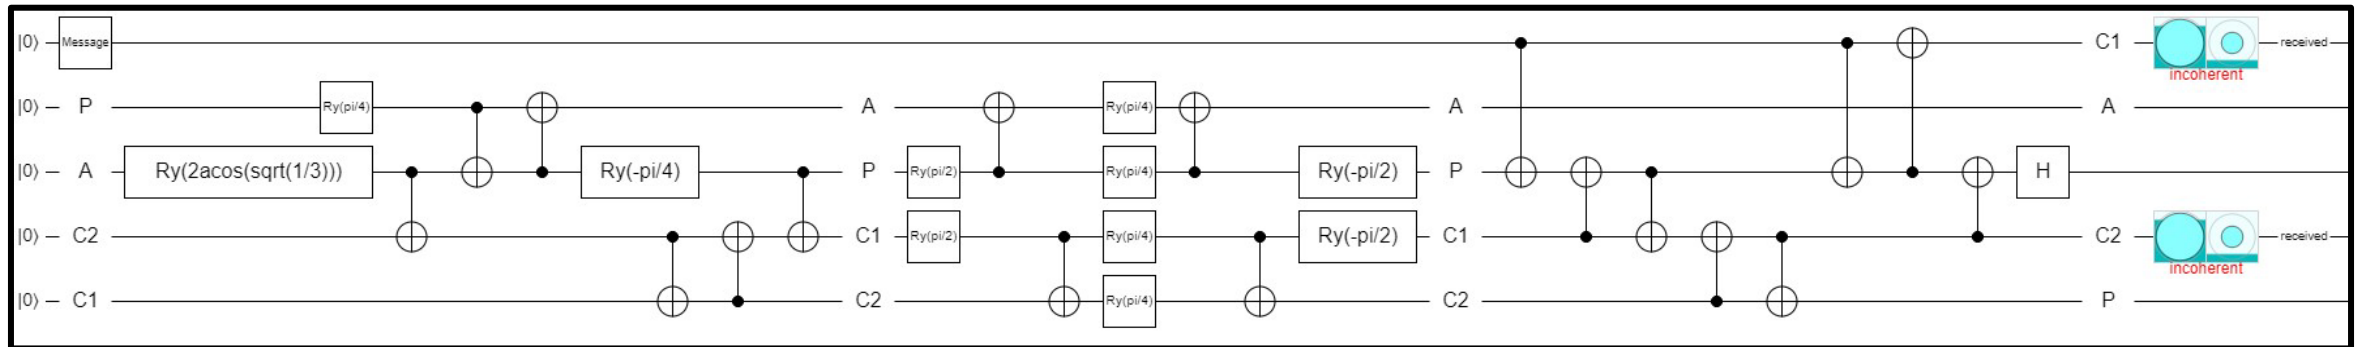 |0⟩ Message C1 received
incoherent
|0⟩ P Ry(pi/4) A Ry(pi/4) A A
|0⟩ A Ry(2acos(sqrt(1/3))) Ry(-pi/4) P Ry(pi/2) Ry(pi/4) Ry(-pi/2) P H
|0⟩ C2 C1 Ry(pi/2) Ry(pi/4) Ry(-pi/2) C1 C2 received
incoherent
|0⟩ C1 C2 Ry(pi/4) C2 P